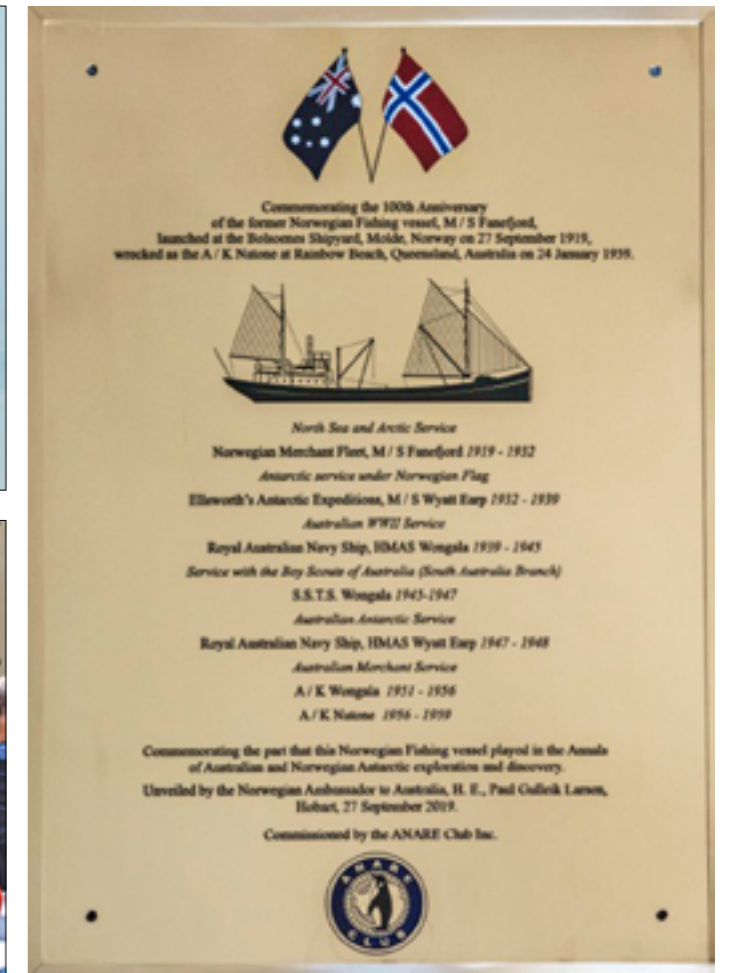 Commemorating the 100th Anniversary
of the former Norwegian Fishing vessel, M / S Fanefjord,
launched at the Bolsoenes Shipyard, Molde, Norway on 27 September 1919,
wrecked as the A / K Natone at Rainbow Beach, Queensland, Australia on 24 January 1959.
North Sea and Arctic Service
Norwegian Merchant Fleet, M / S Fanefjord 1919 - 1932
Antarctic service under Norwegian Flag
Ellsworth's Antarctic Expeditions, M / S Wyatt Earp 1932 - 1939
Australian WWII Service
Royal Australian Navy Ship, HMAS Wongala 1939 - 1945
Service with the Boy Scouts of Australia (South Australia Branch)
S.S.T.S. Wongala 1945-1947
Australian Antarctic Service
Royal Australian Navy Ship, HMAS Wyatt Earp 1947 - 1948
Australian Merchant Service
A / K Wongala 1951 - 1956
A / K Natone 1956 - 1959
Commemorating the part that this Norwegian Fishing vessel played in the Annals
of Australian and Norwegian Antarctic exploration and discovery.
Unveiled by the Norwegian Ambassador to Australia, H. E., Paul Gulleik Larsen,
Hobart, 27 September 2019.
Commissioned by the ANARE Club Inc.
ANARE
CLUB